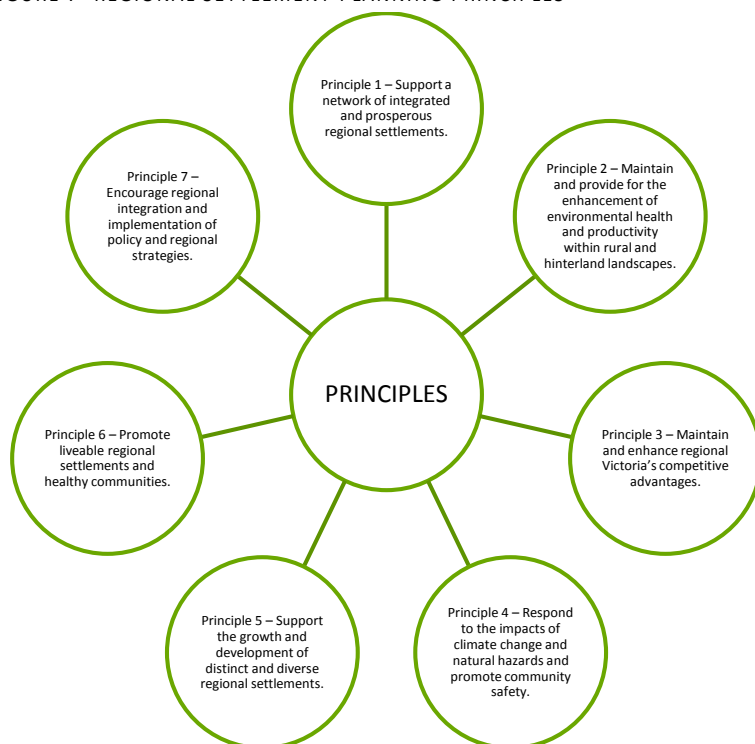 REGIONAL SETTLEMENT PLANNING PRINCIPLES
Principle 1 – Support a
network of integrated
and prosperous
regional settlements.
Principle 2 – Maintain
and provide for the
enhancement of
environmental health
and productivity
within rural and
hinterland landscapes.
Principle 3 – Maintain
and enhance regional
Victoria's competitive
advantages.
Principle 4 – Respond
to the impacts of
climate change and
natural hazards and
promote community
safety.
Principle 5 – Support
the growth and
development of
distinct and diverse
regional settlements.
Principle 6 – Promote
liveable regional
settlements and
healthy communities.
Principle 7 –
Encourage regional
integration and
implementation of
policy and regional
strategies.
PRINCIPLES